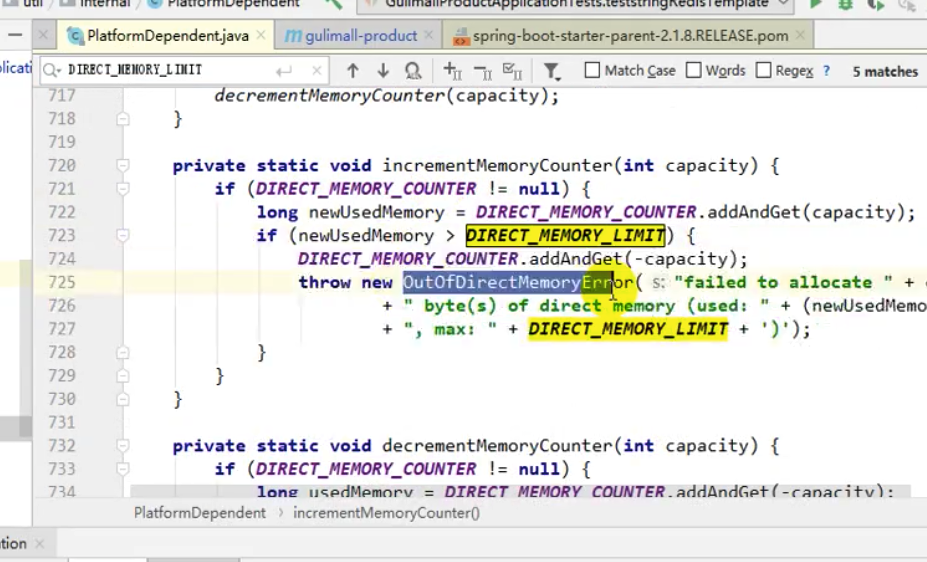 util internal PlatformDependent GulimallProductApplicationTests.teststringRedisTemplate
PlatformDependent.java gulimall-product spring-boot-starter-parent-2.1.8.RELEASE.pom
DIRECT_MEMORY_LIMIT Match Case Words Regex ? 5 matches
717 decrementMemoryCounter(capacity);
718 }
719
720 private static void incrementMemoryCounter(int capacity) {
721 if (DIRECT_MEMORY_COUNTER != null) {
722 long newUsedMemory = DIRECT_MEMORY_COUNTER.addAndGet(capacity);
723 if (newUsedMemory > DIRECT_MEMORY_LIMIT) {
724 DIRECT_MEMORY_COUNTER.addAndGet(-capacity);
725 throw new OutOfDirectMemoryError( s: "failed to allocate " +
726 + " byte(s) of direct memory (used: " + (newUsedMemo
727 + ", max: " + DIRECT_MEMORY_LIMIT + ')');
728 }
729 }
730 }
731
732 private static void decrementMemoryCounter(int capacity) {
733 if (DIRECT_MEMORY_COUNTER != null) {
734 long usedMemory = DIRECT_MEMORY_COUNTER.addAndGet(-capacity);
PlatformDependent › incrementMemoryCounter()
tion